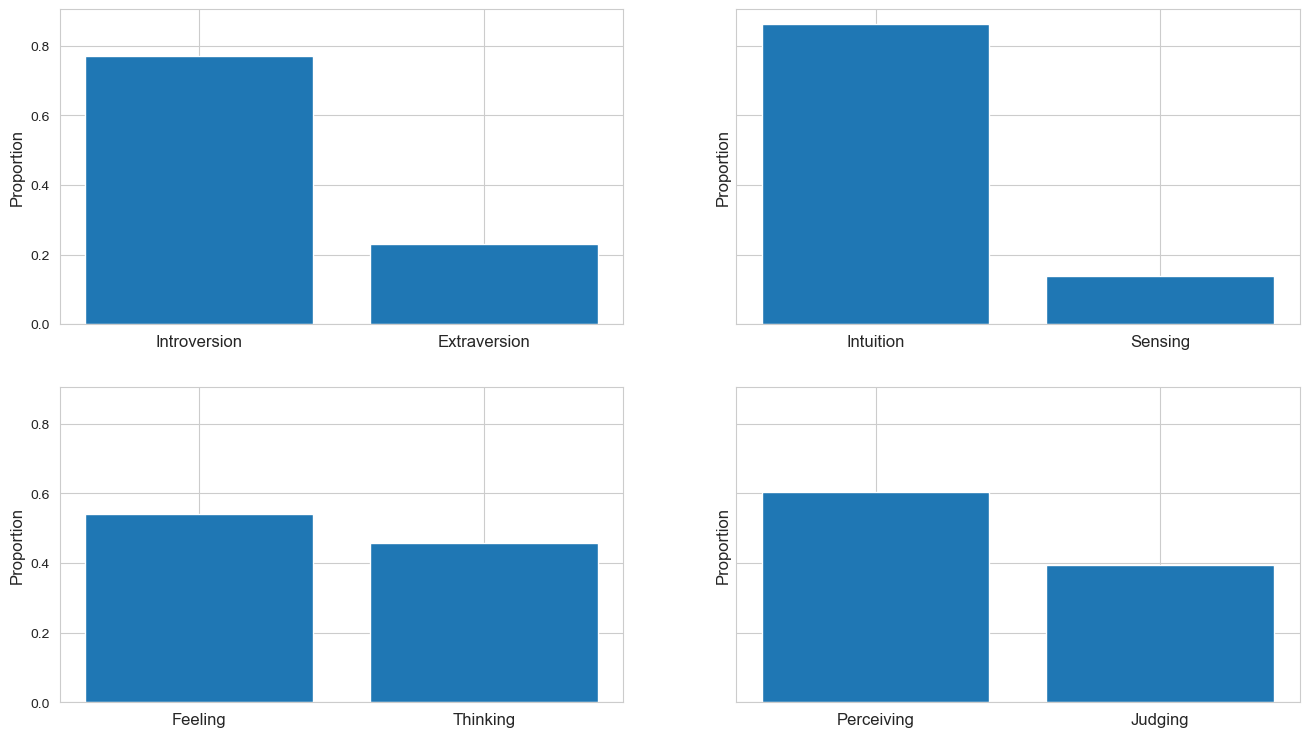 0.8
0.6
0.4
0.2
0.0
Proportion
Introversion
Extraversion
Proportion
Intuition
Sensing
0.8
0.6
0.4
0.2
0.0
Proportion
Feeling
Thinking
Proportion
Perceiving
Judging